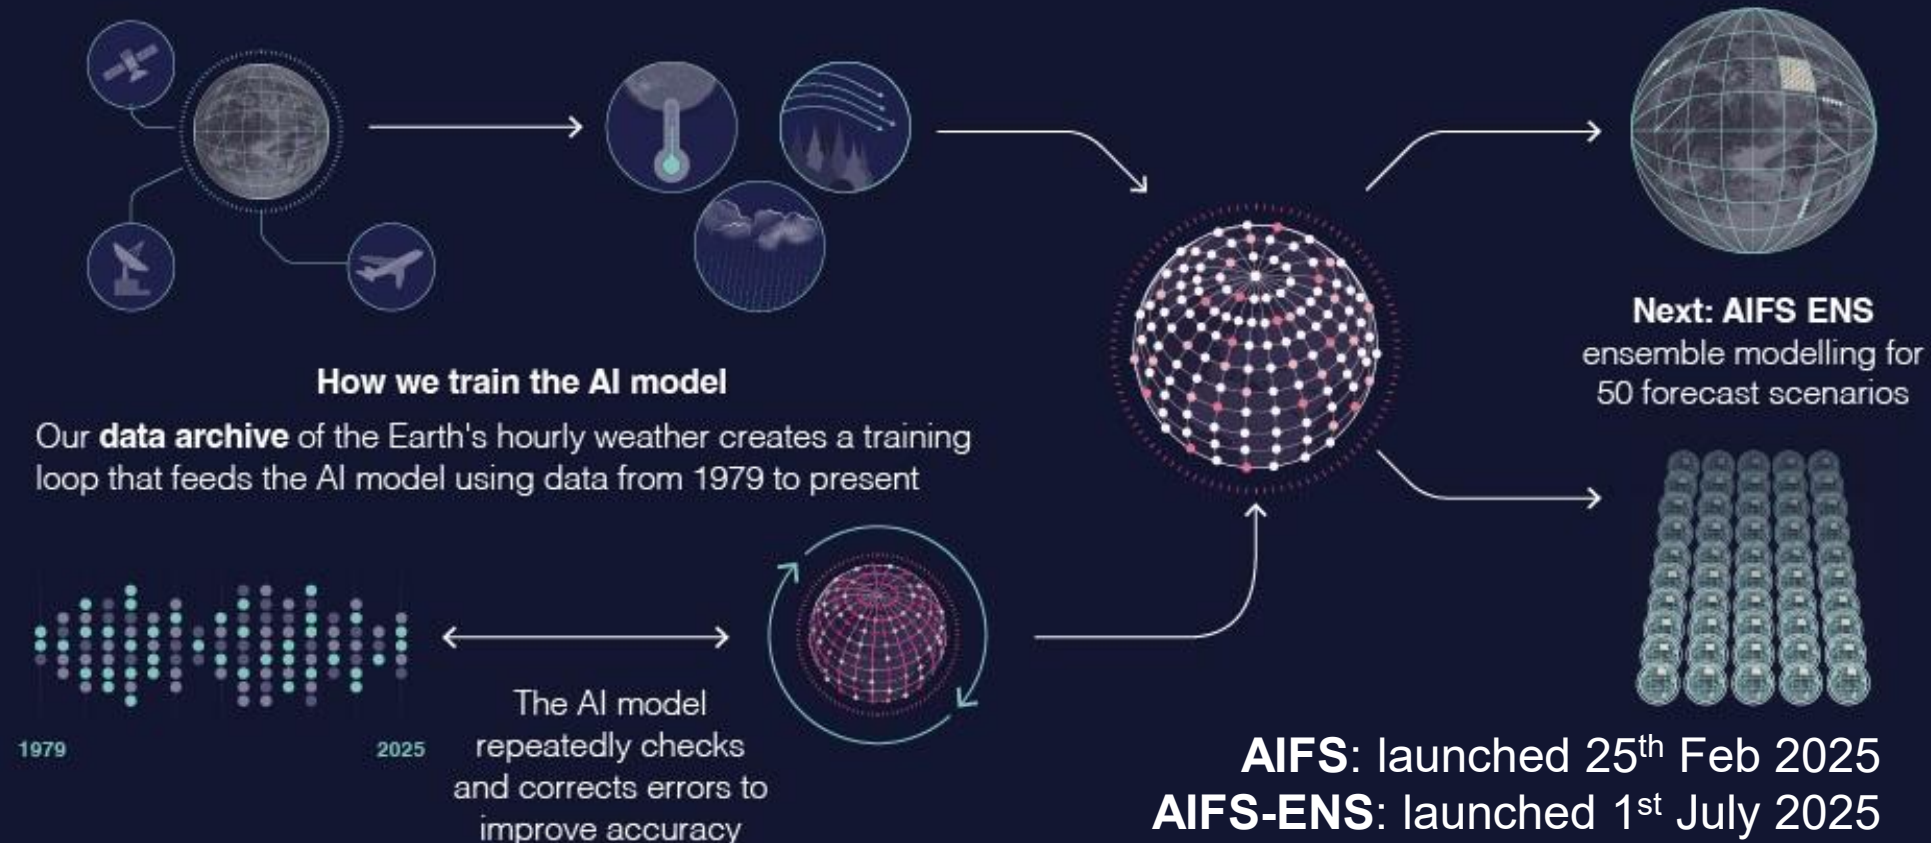 How we train the AI model
Our data archive of the Earth's hourly weather creates a training
loop that feeds the AI model using data from 1979 to present
1979
2025
The AI model
repeatedly checks
and corrects errors to
improve accuracy
Next: AIFS ENS
ensemble modelling for
50 forecast scenarios
AIFS: launched 25th Feb 2025
AIFS-ENS: launched 1st July 2025